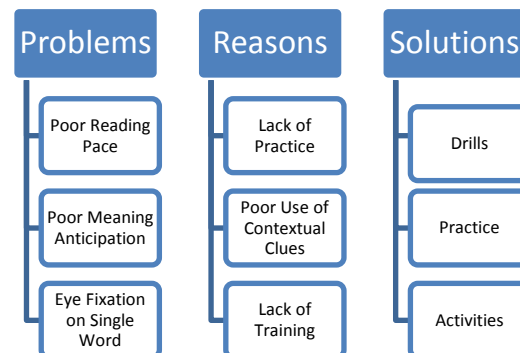 Problems
Poor Reading
Pace
Poor Meaning
Anticipation
Eye Fixation
on Single
Word
Reasons
Lack of
Practice
Poor Use of
Contextual
Clues
Lack of
Training
Solutions
Drills
Practice
Activities